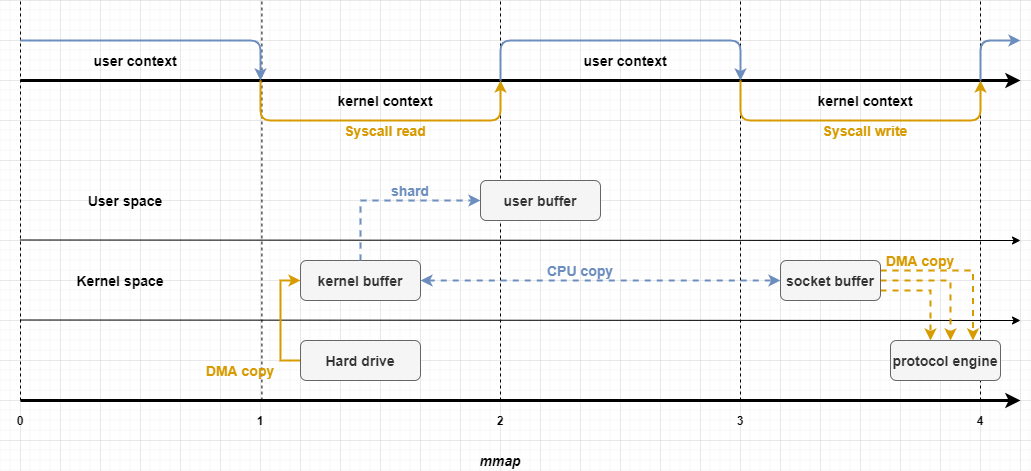 user context
user context
kernel context
kernel context
Syscall read
Syscall write
shard
User space
user buffer
DMA copy
CPU copy
Kernel space
kernel buffer
socket buffer
Hard drive
protocol engine
DMA copy
0
1
2
3
4
mmap